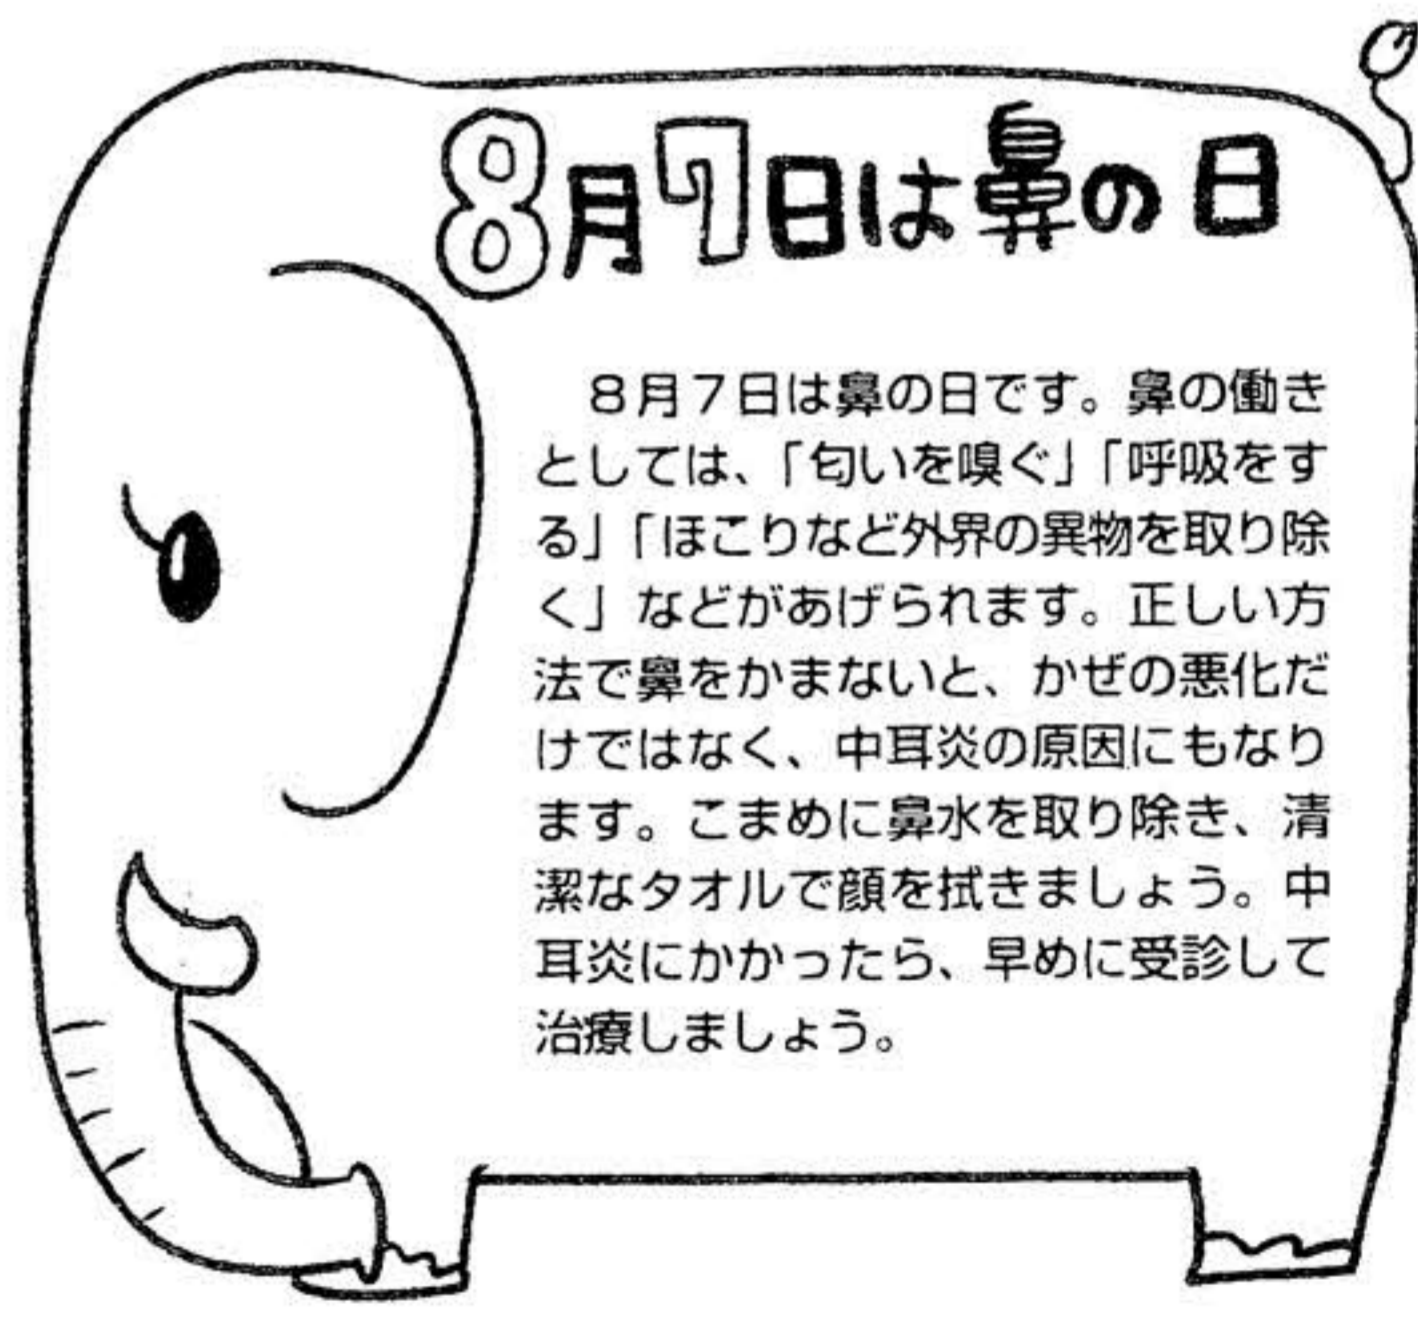 8月7日は鼻の日
8月7日は鼻の日です。鼻の働き
としては、「匂いを嗅ぐ」「呼吸をす
る」「ほこりなど外界の異物を取り除
く」などがあげられます。正しい方
法で鼻をかまないと、かぜの悪化だ
けではなく、中耳炎の原因にもなり
ます。こまめに鼻水を取り除き、清
潔なタオルで顔を拭きましょう。中
耳炎にかかったら、早めに受診して
治療しましょう。